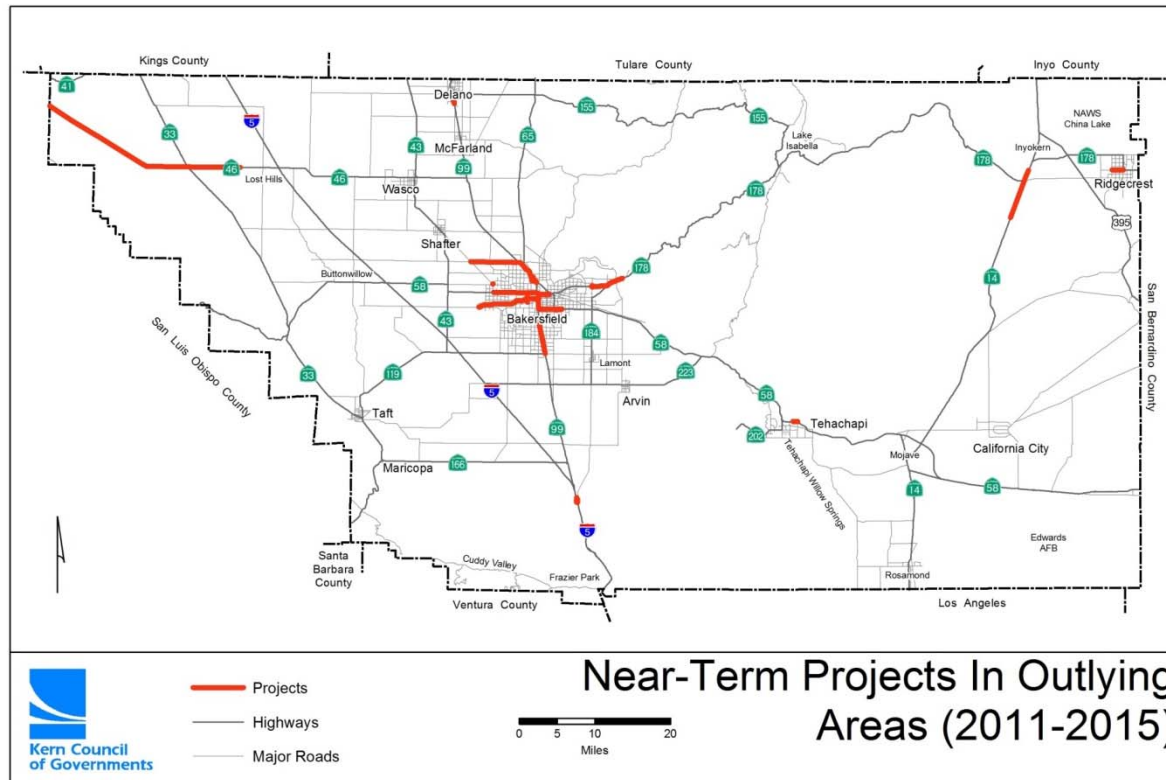 Kings County
Tulare County
Inyo County
41
Delano
155
155
NAWS
China Lake
33
5
43
65
Lake
Isabella
Inyokern
McFarland
178
178
46
Lost Hills
46
99
Wasco
178
Ridgecrest
395
Shafter
178
Buttonwillow
58
14
San Bernardino County
San Luis Obispo County
43
Bakersfield
184
58
33
119
Lamont
223
5
Arvin
58
Taft
99
Tehachapi
202
Tehachapi Willow Springs
California City
Maricopa
166
Mojave
14
58
5
Edwards
AFB
Santa
Barbara
County
Cuddy Valley
Frazier Park
Rosamond
Ventura County
Los Angeles
Kern Council
of Governments
Projects
Highways
Major Roads
0 5 10 20
Miles
Near-Term Projects In Outlying
Areas (2011-2015)